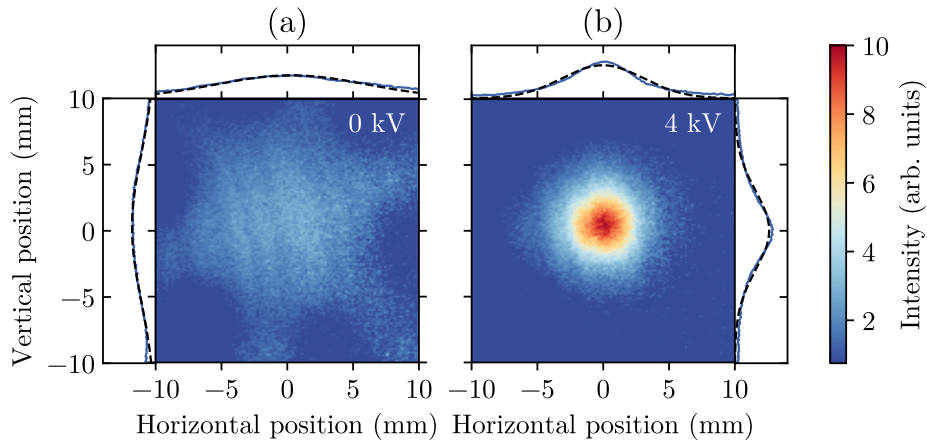 (a)
(b)
−10 −5 0 5 10
−10 −5 0 5 10
Vertical position (mm)
10
5
0
−5
−10
0 kV
4 kV
Horizontal position (mm)
Horizontal position (mm)
10
8
6
4
2
Intensity (arb. units)